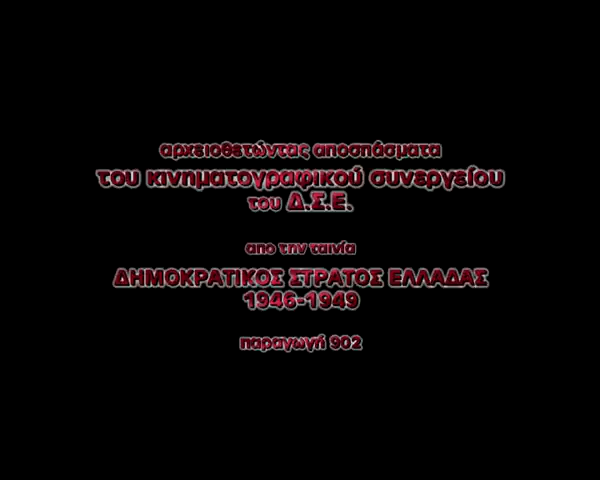 αρχειοθετώντας αποσπάσματα
του κινηματογραφικού συνεργείου
του Δ.Σ.Ε.
απο την ταινία
ΔΗΜΟΚΡΑΤΙΚΟΣ ΣΤΡΑΤΟΣ ΕΛΛΑΔΑΣ
1946-1949
παραγωγή 902